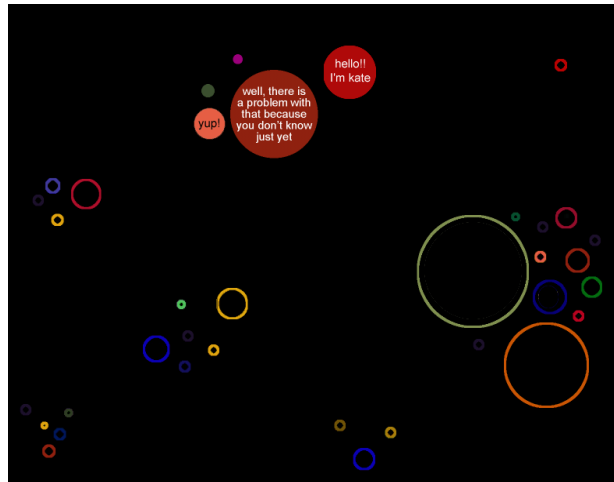 hello!!
I'm kate
well, there is
a problem with
that because
you don't know
just yet
yup!